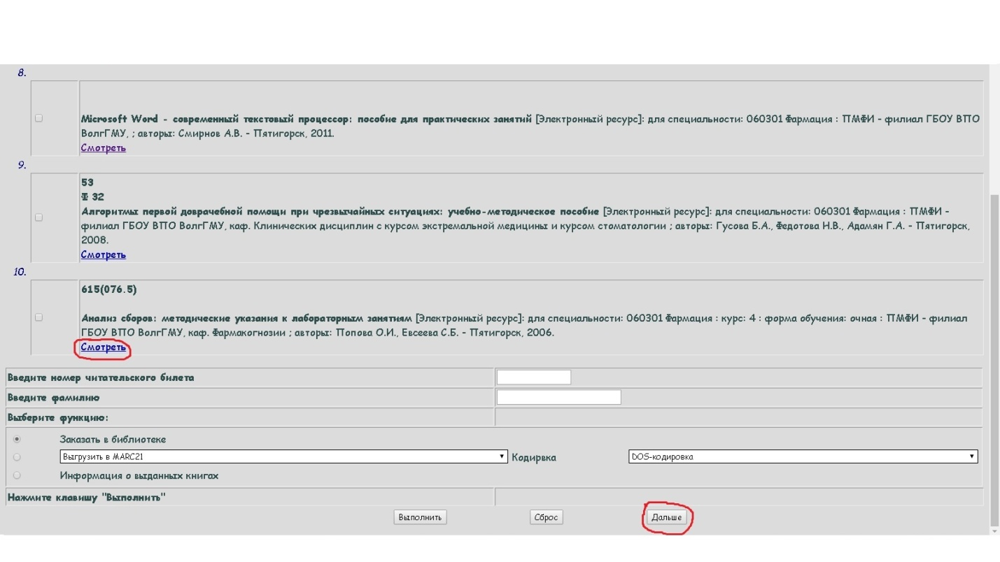 8.
Microsoft Word - современный текстовый процессор: пособие для практических занятий [Электронный ресурс]: для специальности: 060301 Фармация : ПМФИ - филиал ГБОУ ВПО
ВолгГМУ, ; авторы: Смирнов А.В. - Пятигорск, 2011.
Смотреть
9.
53
Ф 32
Алгоритмы первой доврачебной помощи при чрезвычайных ситуациях: учебно-методическое пособие [Электронный ресурс]: для специальности: 060301 Фармация : ПМФИ -
филиал ГБОУ ВПО ВолгГМУ, каф. Клинических дисциплин с курсом экстремальной медицины и курсом стоматологии ; авторы: Гусова Б.А., Федотова Н.В., Адамян Г.А. - Пятигорск,
2008.
Смотреть
10.
615(076.5)
Анализ сборов: методические указания к лабораторным занятиям [Электронный ресурс]: для специальности: 060301 Фармация : курс: 4 : форма обучения: очная : ПМФИ - филиал
ГБОУ ВПО ВолгГМУ, каф. Фармакогнозии ; авторы: Попова О.И., Евсеева С.Б. - Пятигорск, 2006.
Смотреть
Введите номер читательского билета
Введите фамилию
Выберите функцию:
Заказать в библиотеке
Выгрузить в MARC21 Кодирвка DOS-кодировка
Информация о выданных книгах
Нажмите клавишу "Выполнить"
Выполнить Сброс Дальше